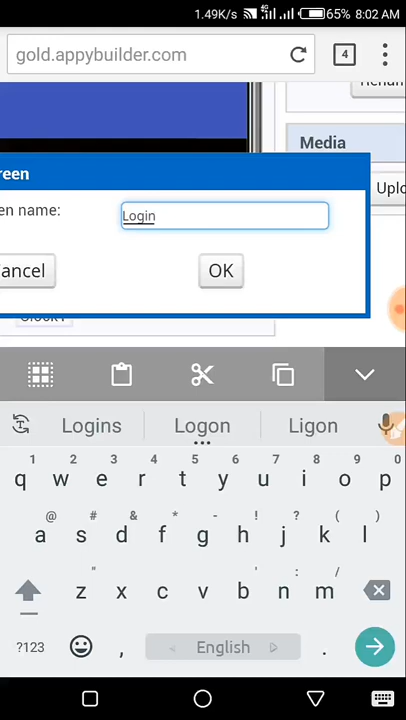 1.49K/s 4G 65% 8:02 AM
gold.appybuilder.com 4
Media
reen
Uplo
en name: Login
ancel OK
Logins Logon Ligon
1 2 3 4 5 6 7 8 9 0
q w e r t y u i o p
@ # & * - + ( )
a s d f g h j k l
" ' : ; ! ?
z x c v b n m
?123 , English .